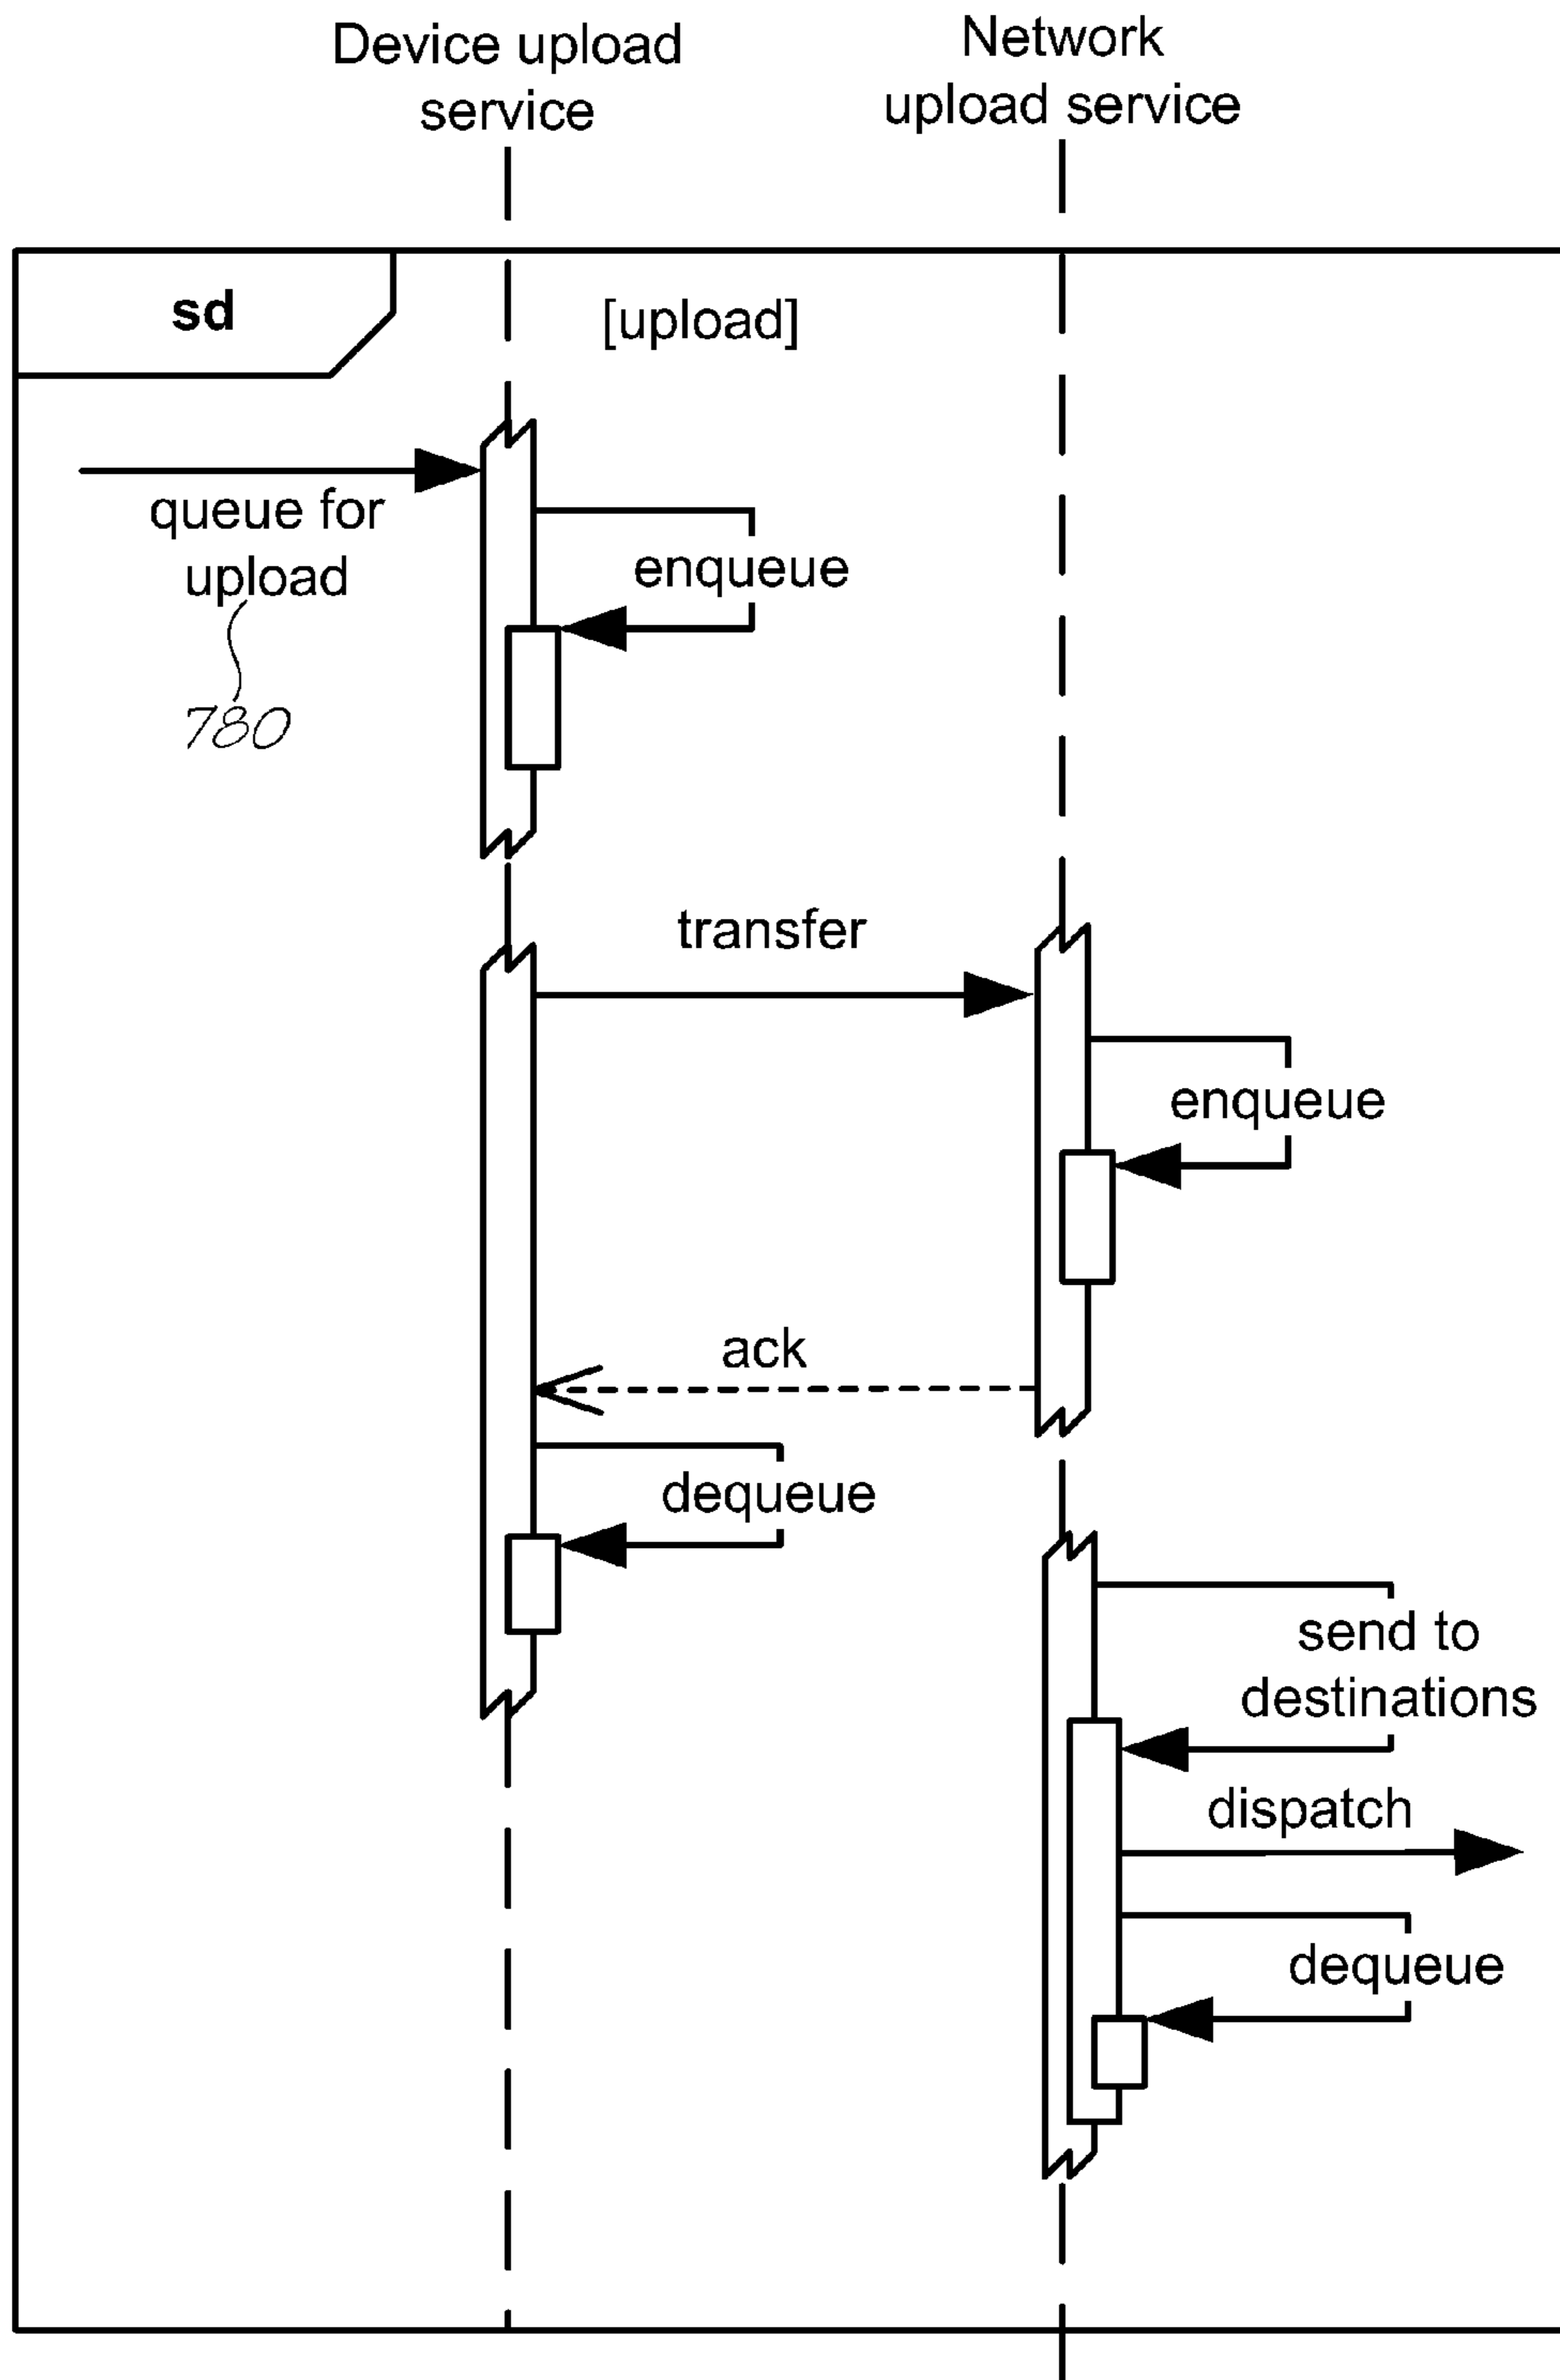 Device upload
service
Network
upload service
sd
[upload]
queue for
upload
780
enqueue
transfer
enqueue
ack
dequeue
send to
destinations
dispatch
dequeue